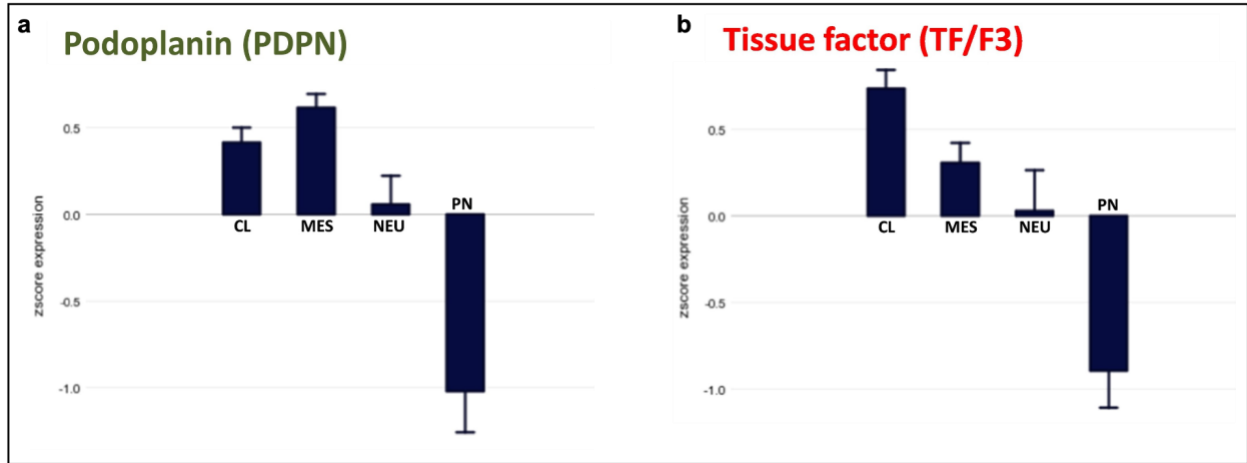 a
Podoplanin (PDPN)
zscore expression
0.5
0.0
-0.5
-1.0
CL
MES
NEU
PN
b
Tissue factor (TF/F3)
zscore expression
0.5
0.0
-0.5
-1.0
CL
MES
NEU
PN